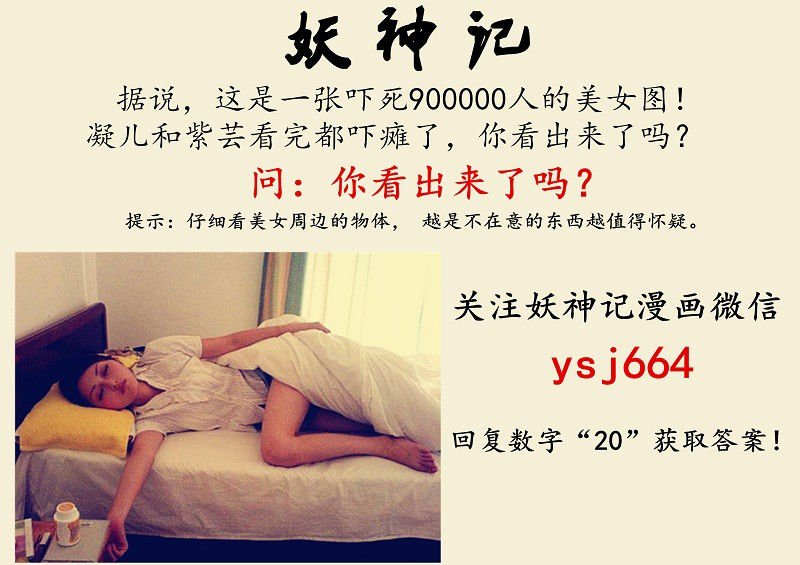 妖神记
据说，这是一张吓死900000人的美女图！
凝儿和紫芸看完都吓瘫了，你看出来了吗？
问：你看出来了吗？
提示：仔细看美女周边的物体， 越是不在意的东西越值得怀疑。
关注妖神记漫画微信
ysj664
回复数字“20”获取答案！